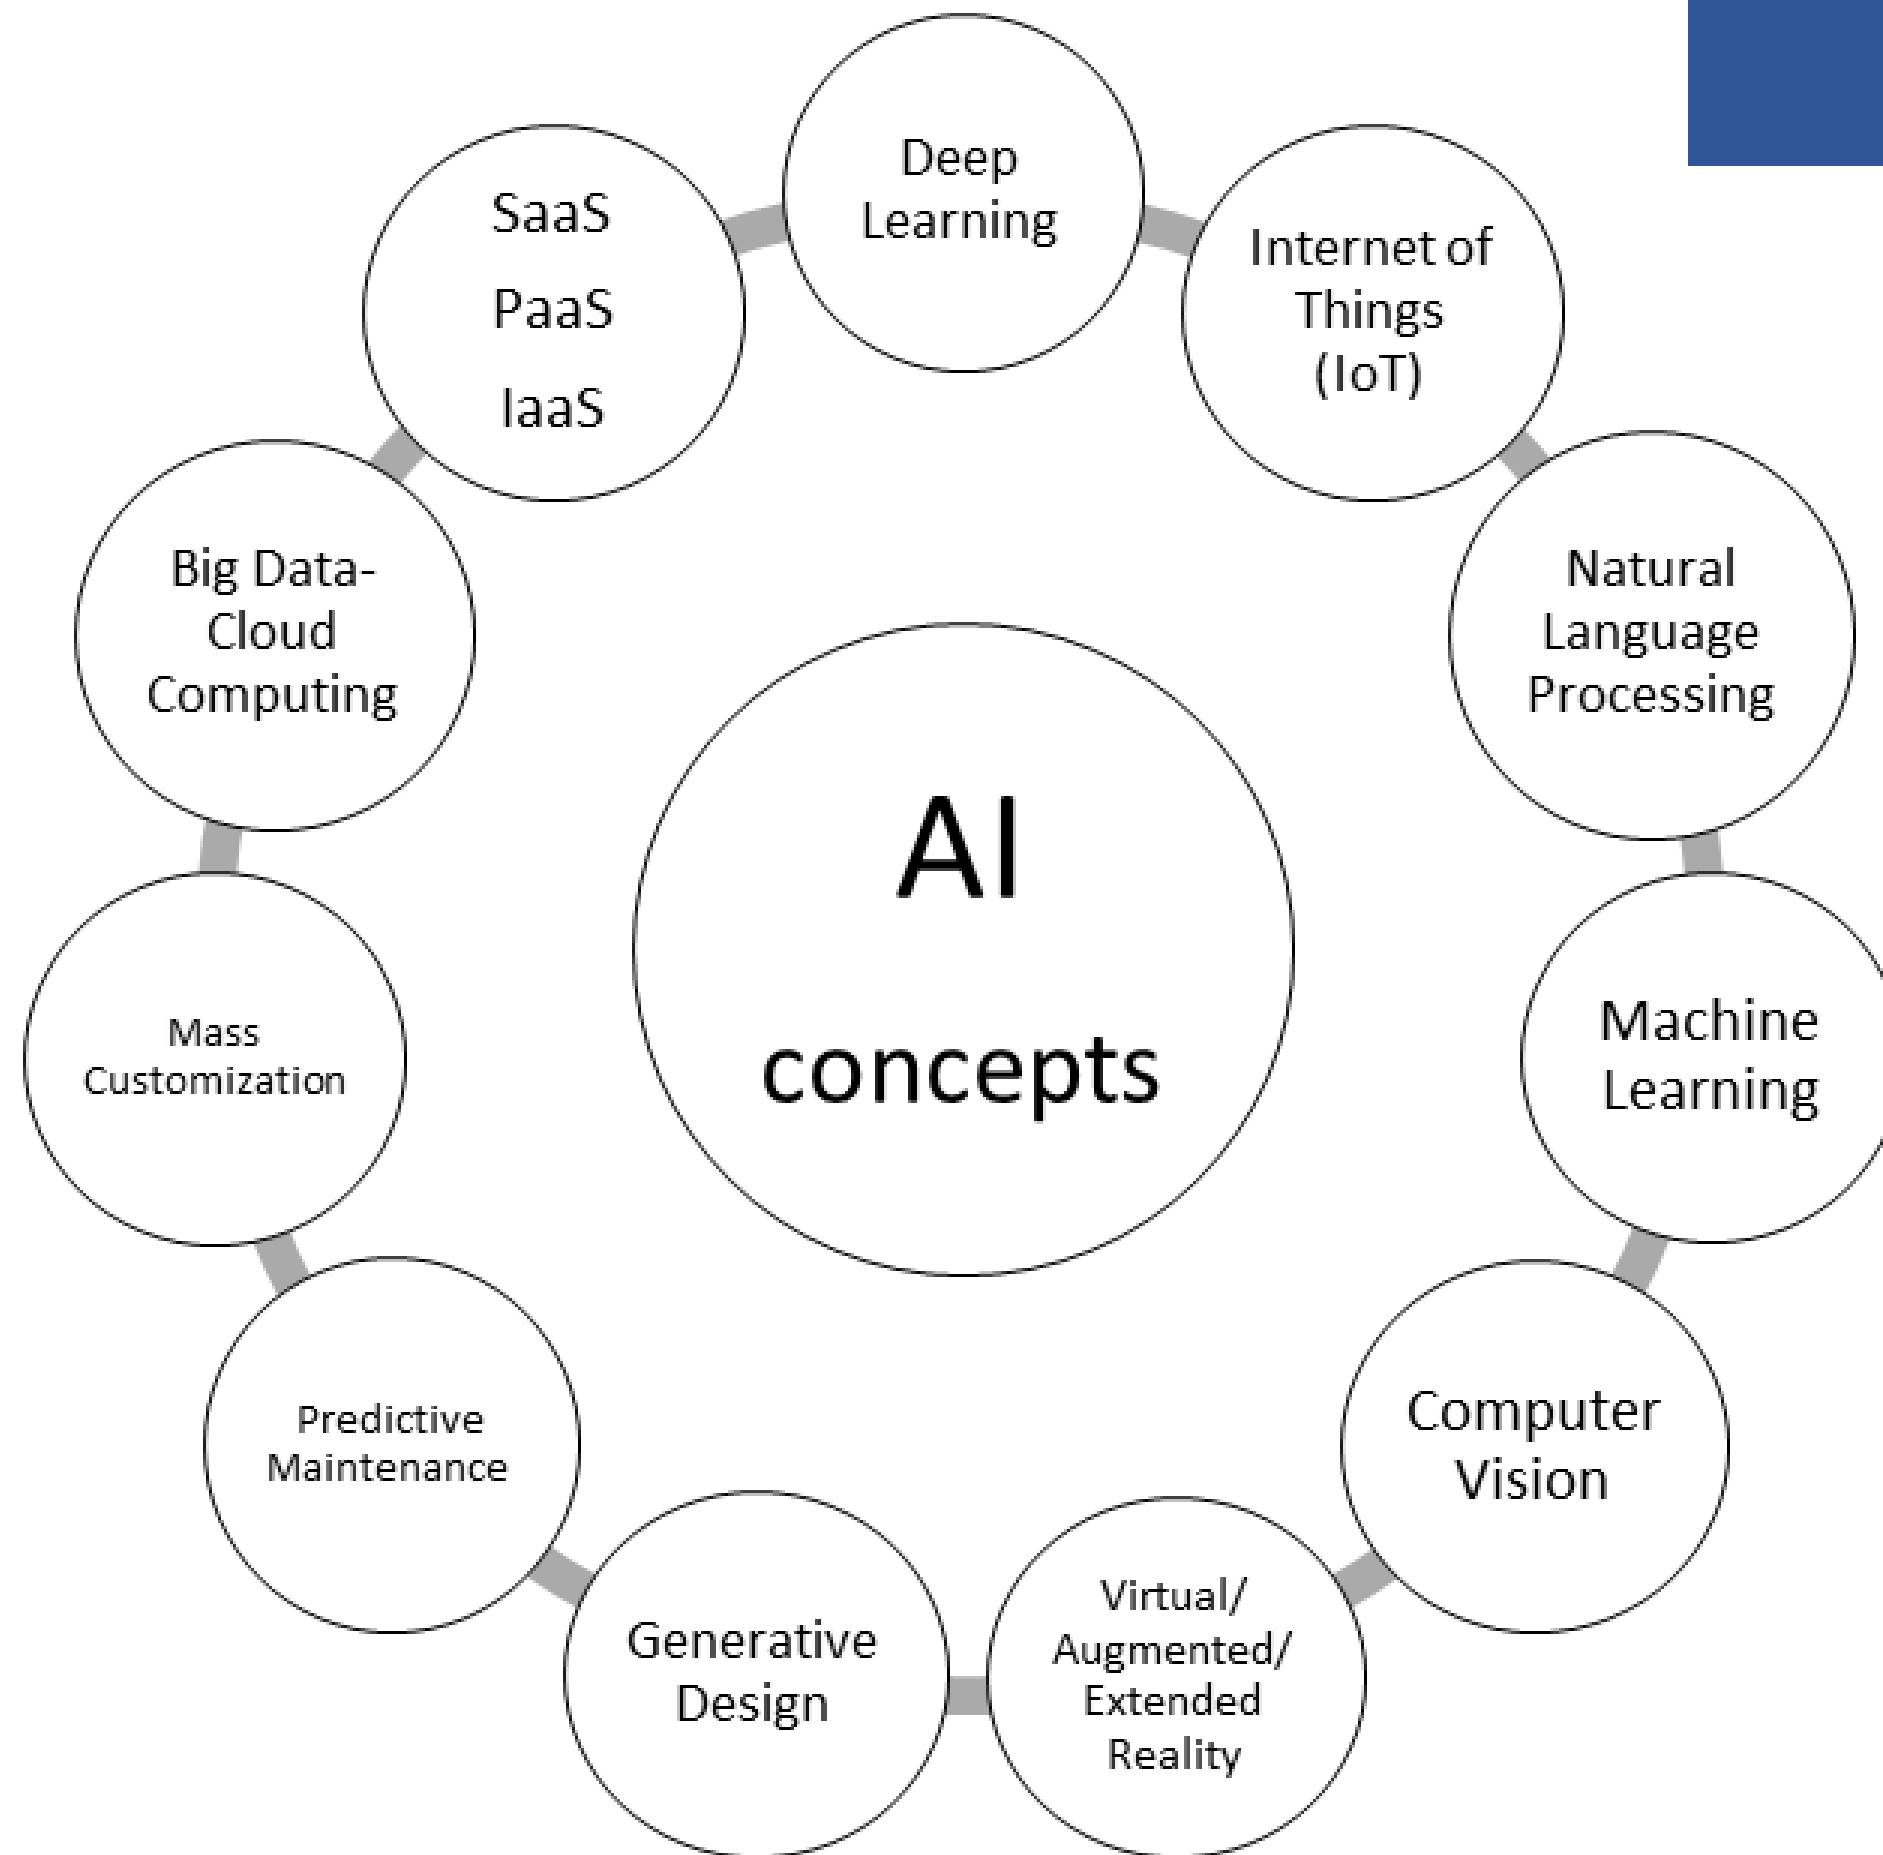 Deep
Learning
Internet of
Things
(IoT)
Natural
Language
Processing
Machine
Learning
Computer
Vision
Virtual/
Augmented/
Extended
Reality
Generative
Design
Predictive
Maintenance
Mass
Customization
Big Data-
Cloud
Computing
SaaS
PaaS
IaaS
AI
concepts